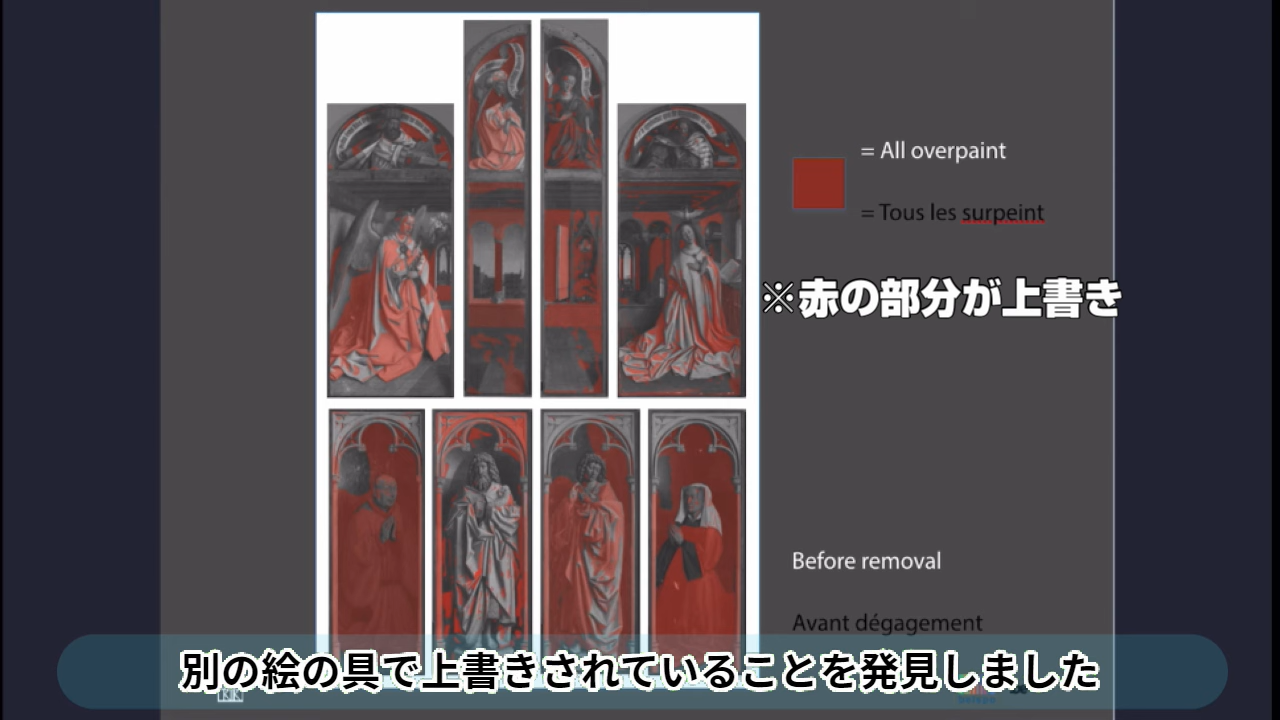 = All overpaint
= Tous les surpeint
※赤の部分が上書き
Before removal
Avant dégagement
別の絵の具で上書きされていることを発見しました